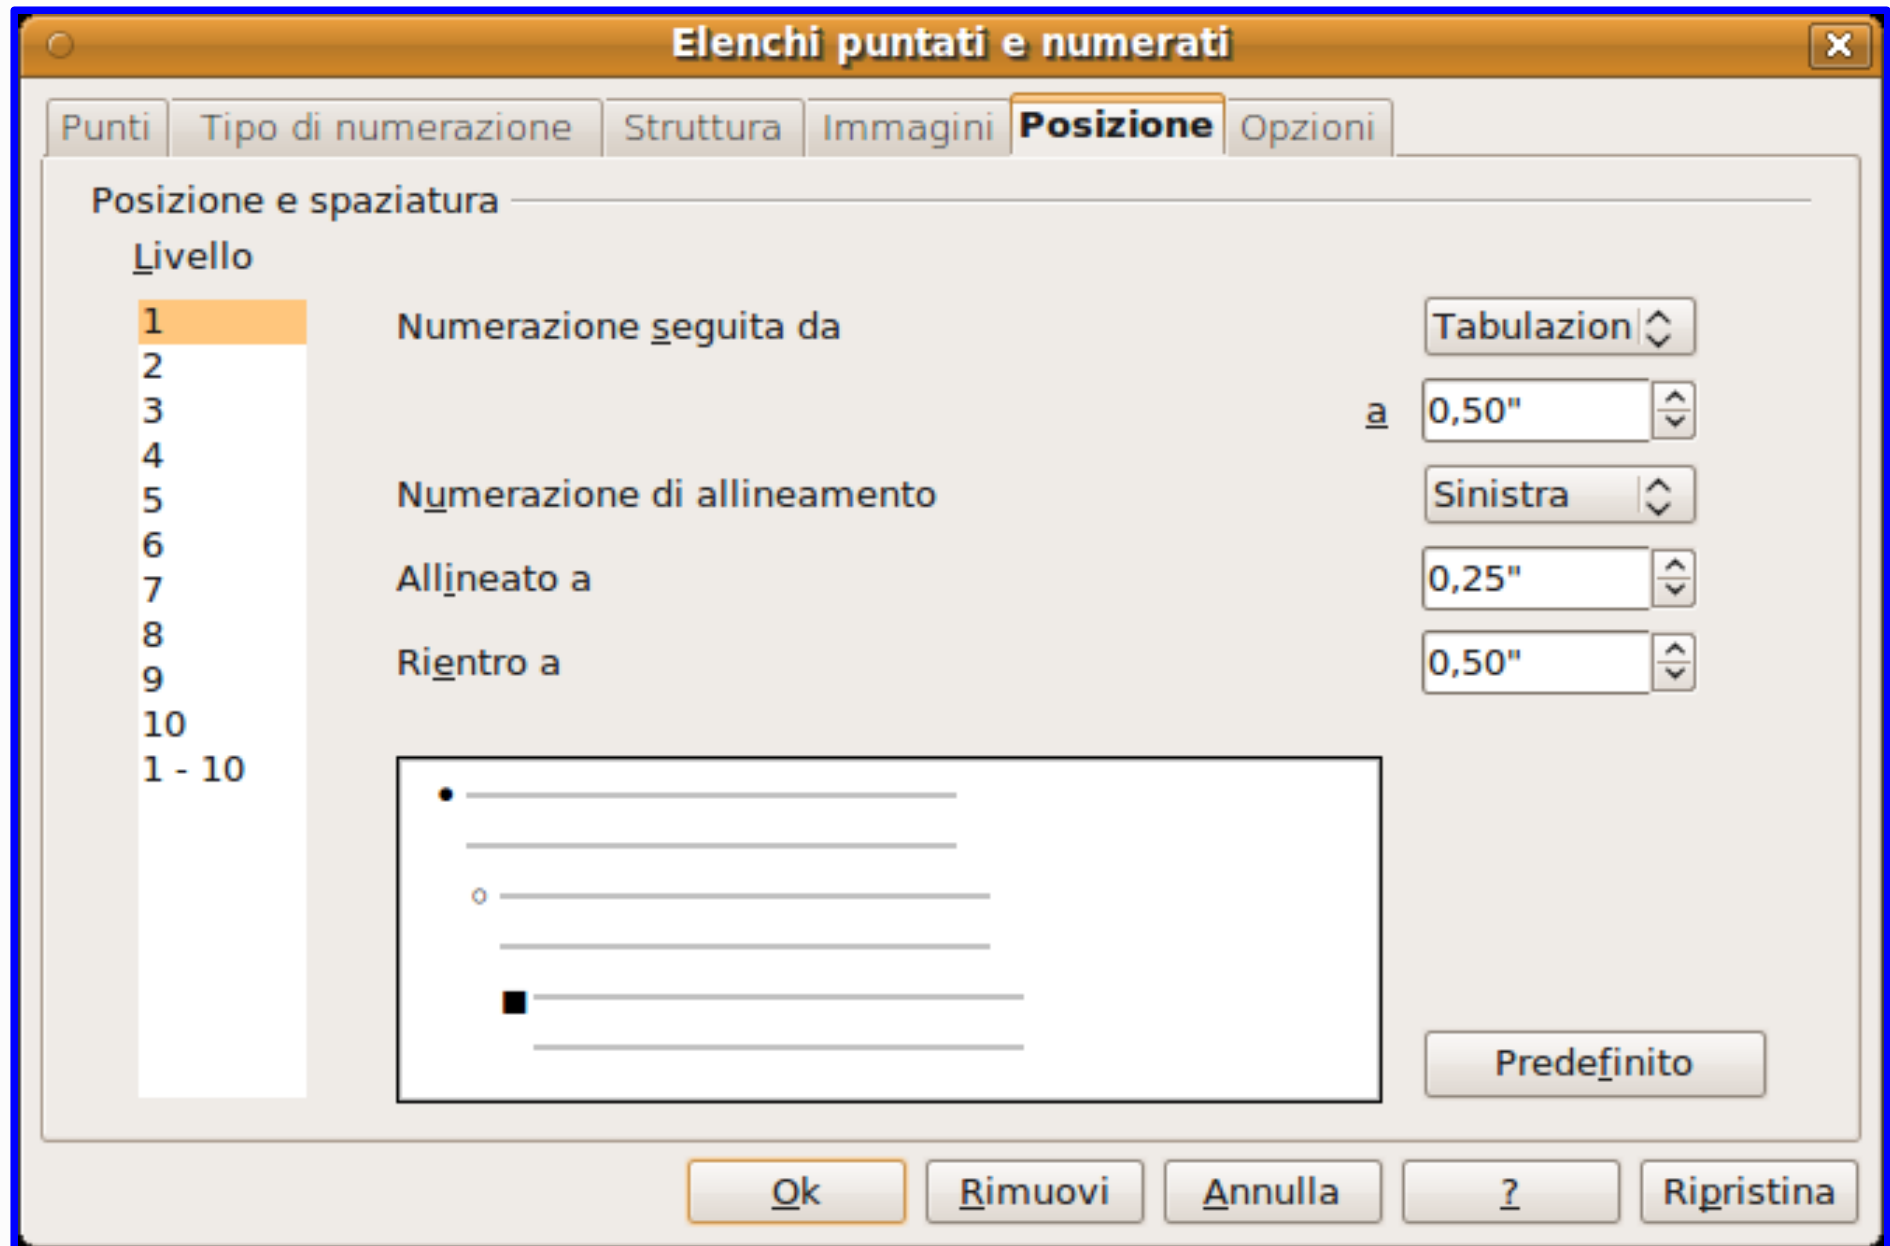 Elenchi puntati e numerati
Punti Tipo di numerazione Struttura Immagini Posizione Opzioni
Posizione e spaziatura
Livello
1
2
3
4
5
6
7
8
9
10
1 - 10
Numerazione seguita da Tabulazion
a 0,50"
Numerazione di allineamento Sinistra
Allineato a 0,25"
Rientro a 0,50"
Predefinito
Ok Rimuovi Annulla ? Ripristina